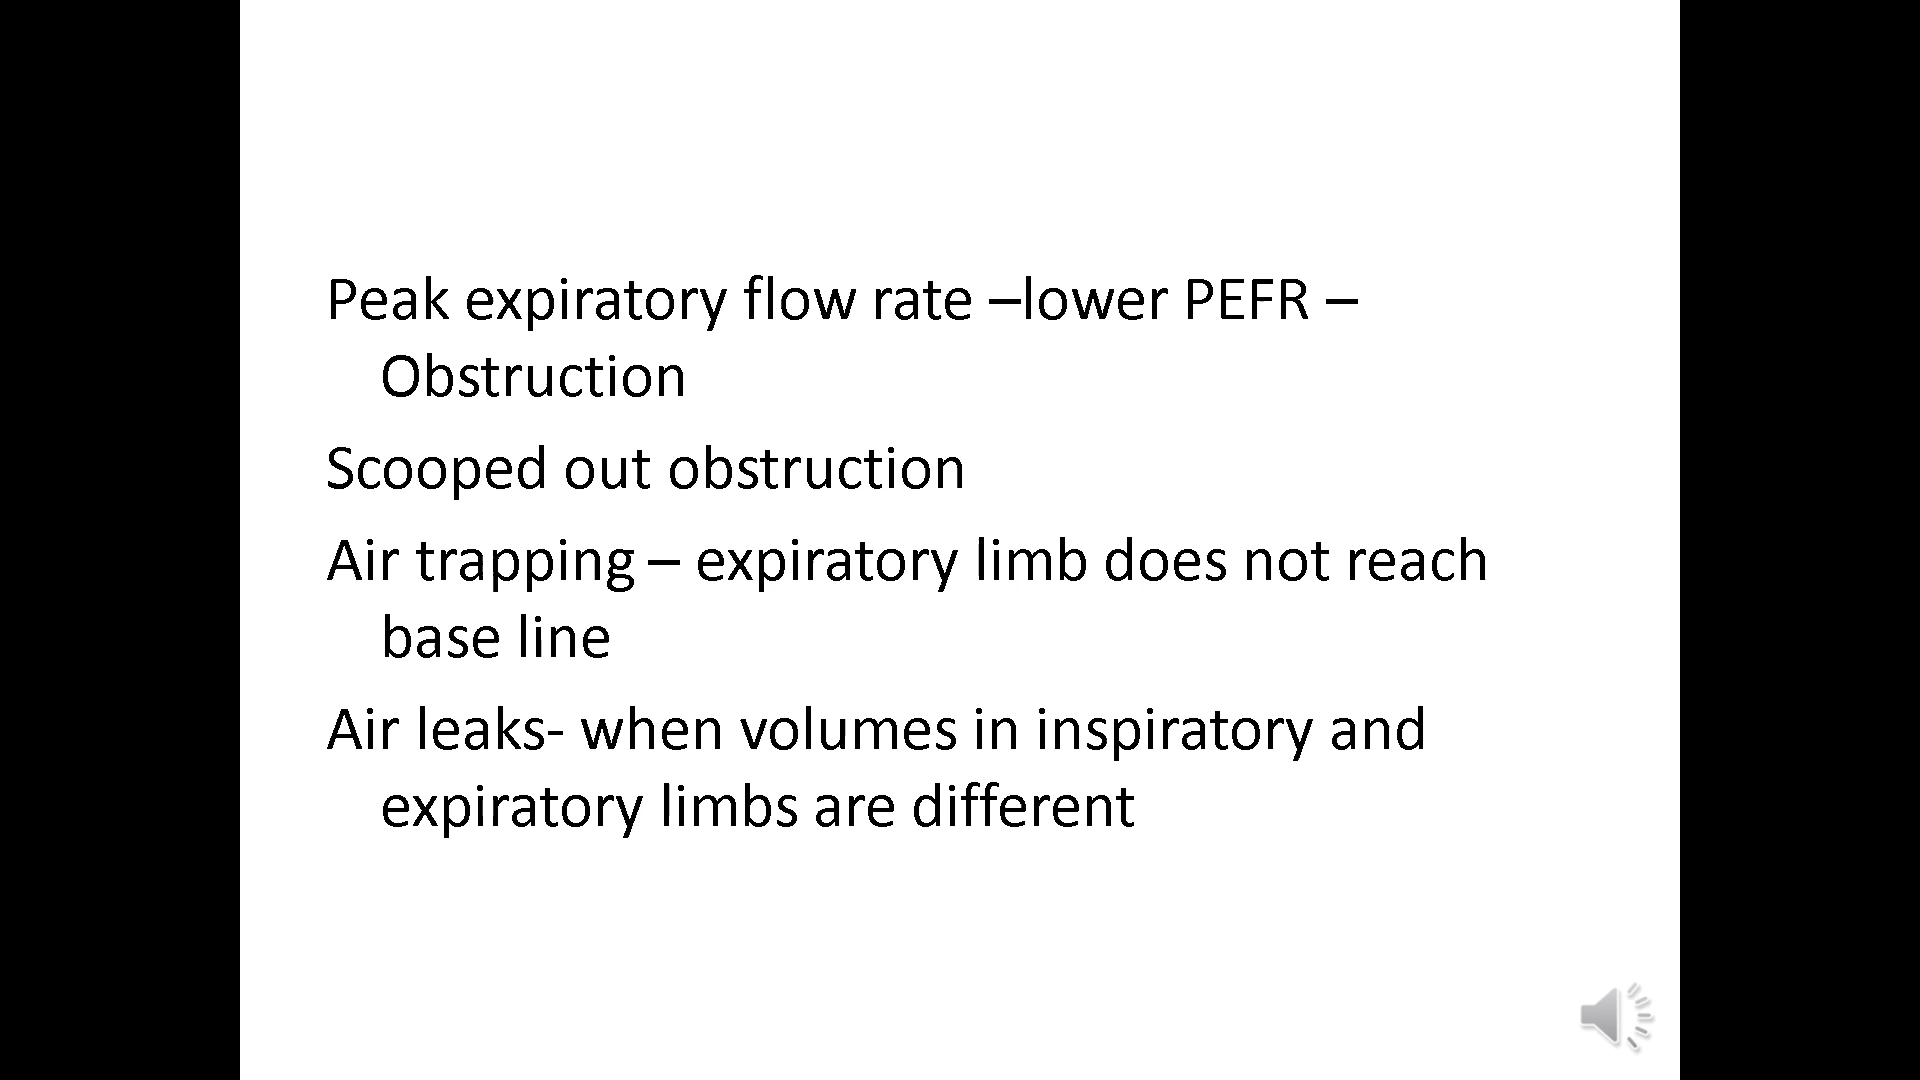 Peak expiratory flow rate –lower PEFR –
Obstruction
Scooped out obstruction
Air trapping – expiratory limb does not reach
base line
Air leaks- when volumes in inspiratory and
expiratory limbs are different